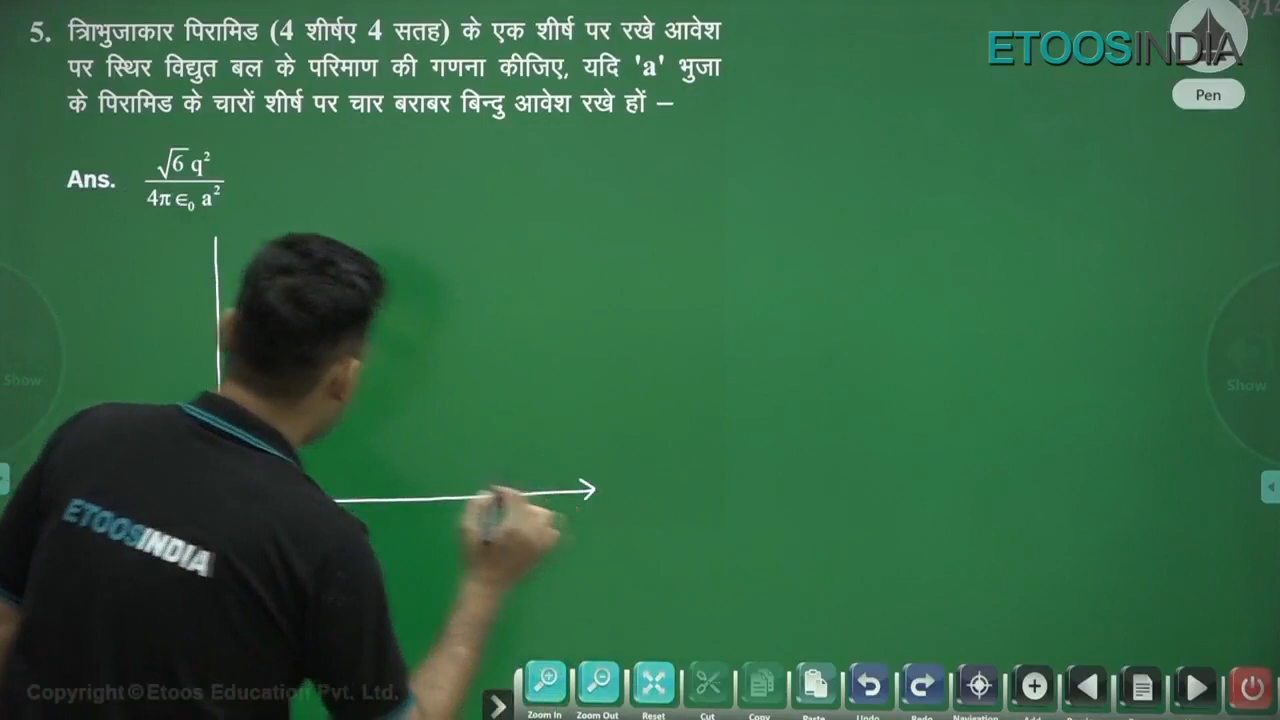 8/14
ETOOSINDIA
Pen
5. त्रिाभुजाकार पिरामिड (4 शीर्षए 4 सतह) के एक शीर्ष पर रखे आवेश
पर स्थिर विद्युत बल के परिमाण की गणना कीजिए, यदि 'a' भुजा
के पिरामिड के चारों शीर्ष पर चार बराबर बिन्दु आवेश रखे हों –
Ans. √6 q² / 4π ∈₀ a²
Show
Show
ETOOSINDIA
Copyright © Etoos Education Pvt. Ltd.
Zoom In Zoom Out Reset Cut Copy Paste Undo Redo Navigation